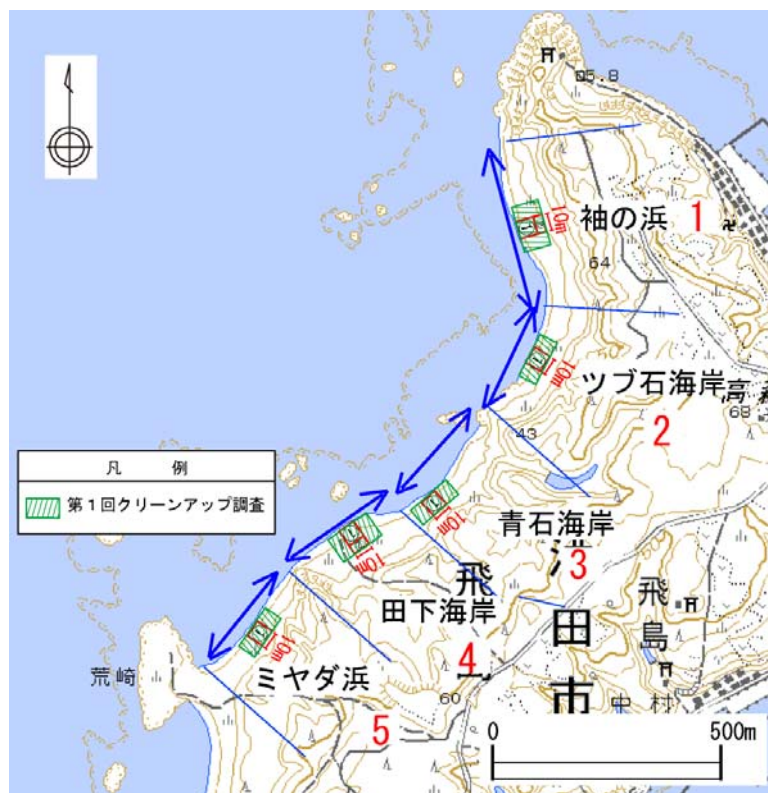 5.8
袖の浜 1
10m
64
ツブ石海岸
10m
2
68
43
凡 例
第1回クリーンアップ調査
10m
青石海岸
3
10m
飛
田下海岸
4
飛島
田
市
中村
10m
ミヤダ浜
荒崎
60
5
0 500m